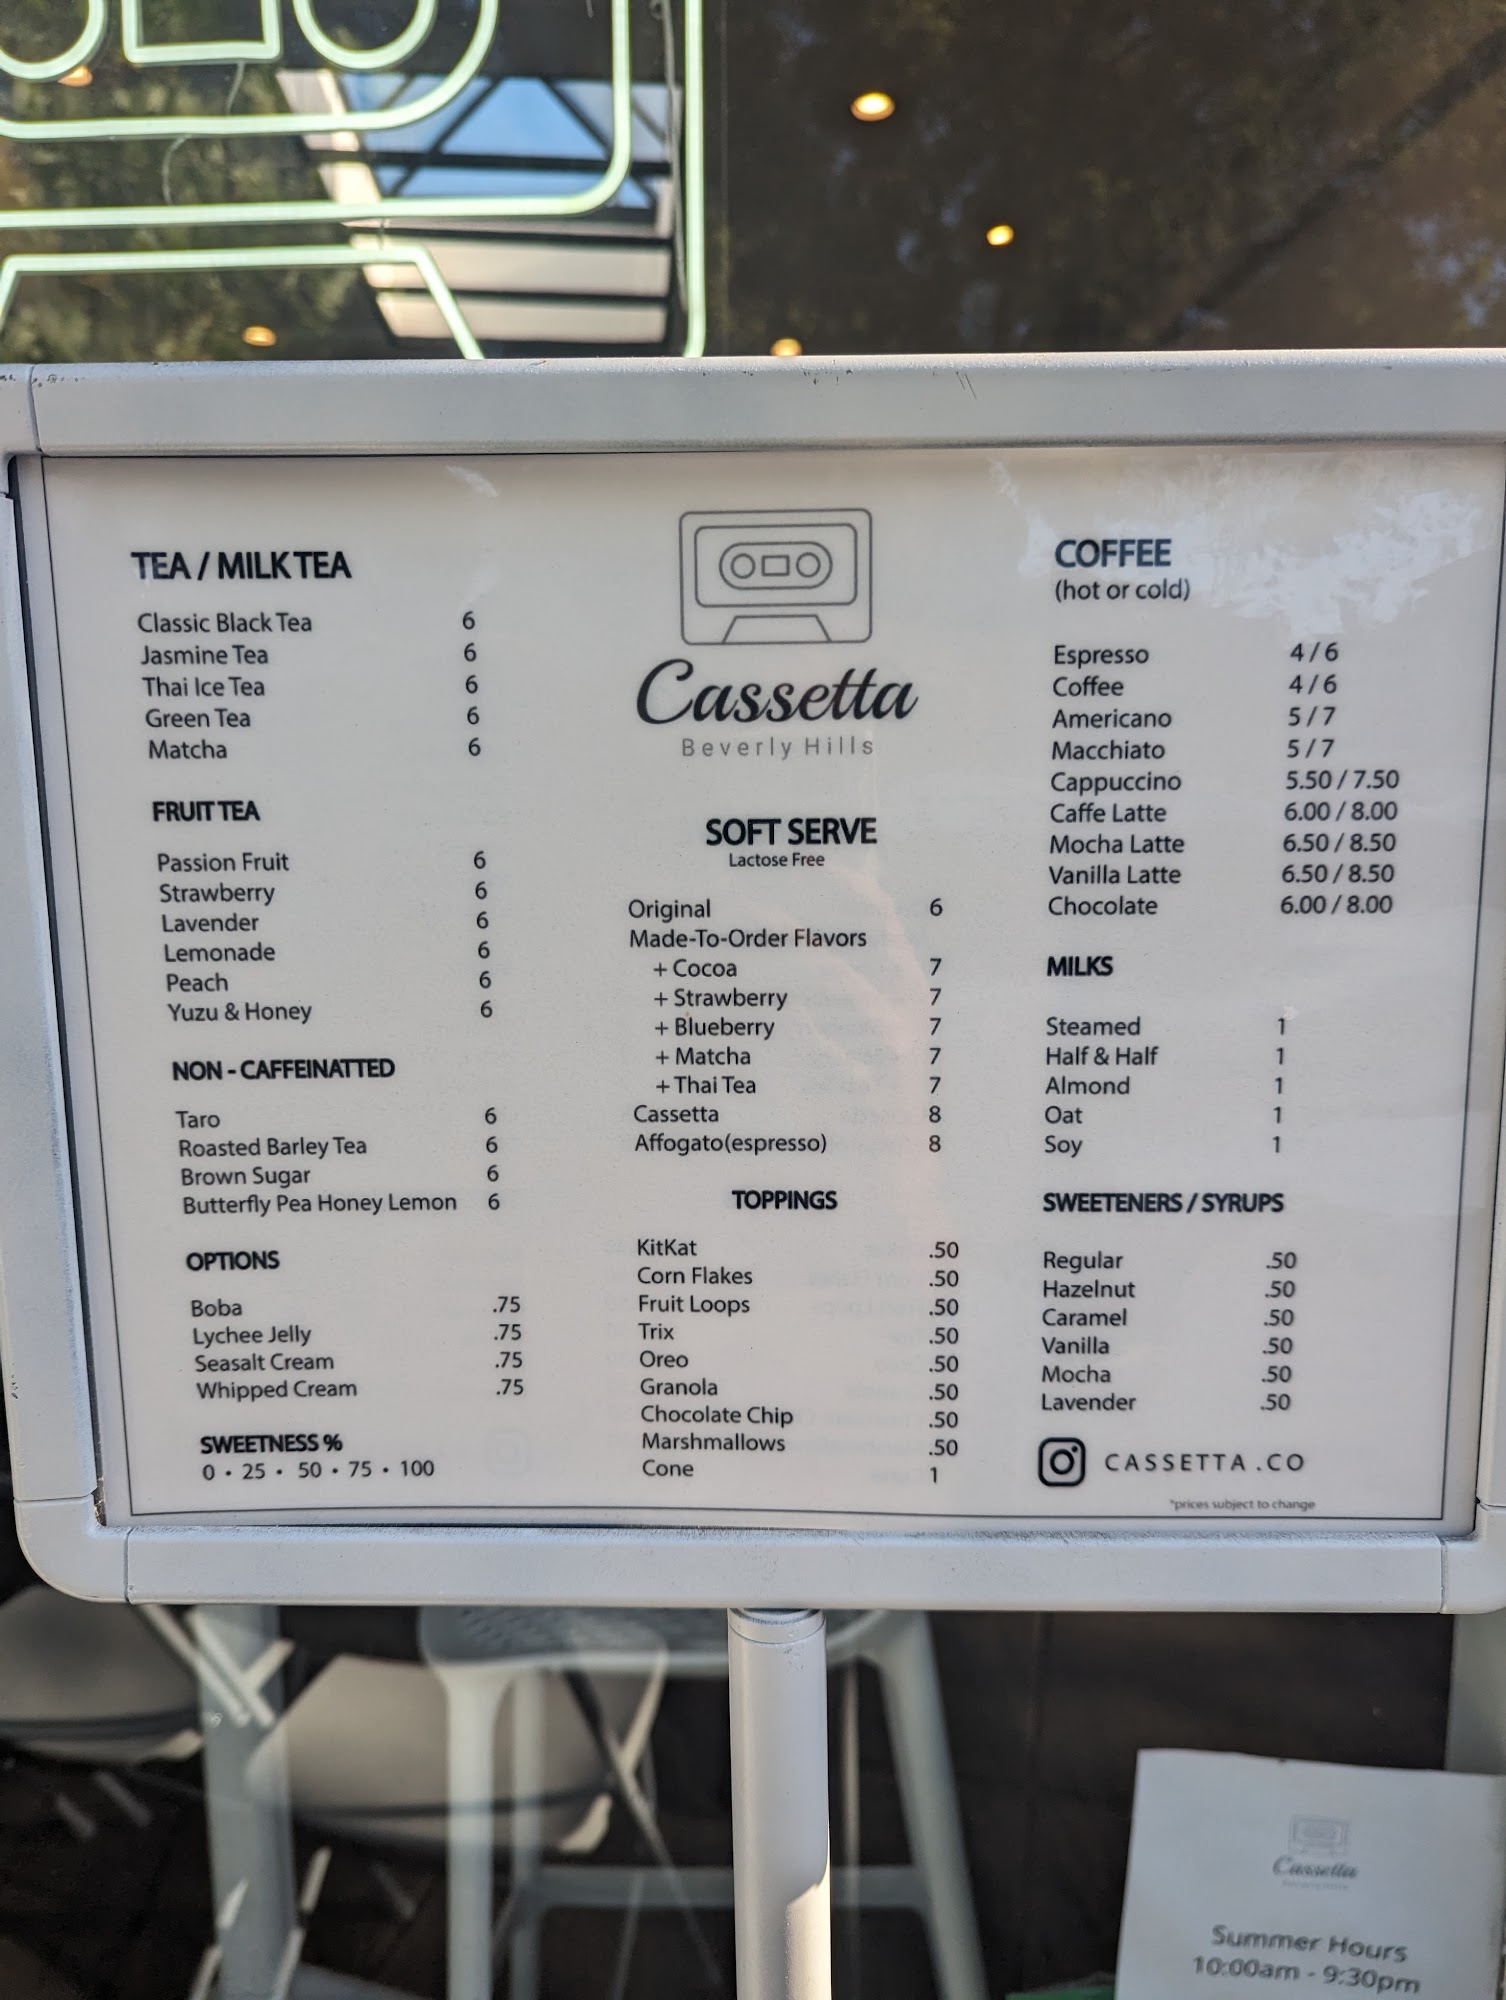 TEA / MILK TEA
Classic Black Tea 6
Jasmine Tea 6
Thai Ice Tea 6
Green Tea 6
Matcha 6
FRUIT TEA
Passion Fruit 6
Strawberry 6
Lavender 6
Lemonade 6
Peach 6
Yuzu & Honey 6
NON - CAFFEINATTED
Taro 6
Roasted Barley Tea 6
Brown Sugar 6
Butterfly Pea Honey Lemon 6
OPTIONS
Boba .75
Lychee Jelly .75
Seasalt Cream .75
Whipped Cream .75
SWEETNESS %
0 • 25 • 50 • 75 • 100
Cassetta
Beverly Hills
SOFT SERVE
Lactose Free
Original 6
Made-To-Order Flavors
+ Cocoa 7
+ Strawberry 7
+ Blueberry 7
+ Matcha 7
+ Thai Tea 7
Cassetta 8
Affogato(espresso) 8
TOPPINGS
KitKat .50
Corn Flakes .50
Fruit Loops .50
Trix .50
Oreo .50
Granola .50
Chocolate Chip .50
Marshmallows .50
Cone 1
COFFEE
(hot or cold)
Espresso 4 / 6
Coffee 4 / 6
Americano 5 / 7
Macchiato 5 / 7
Cappuccino 5.50 / 7.50
Caffe Latte 6.00 / 8.00
Mocha Latte 6.50 / 8.50
Vanilla Latte 6.50 / 8.50
Chocolate 6.00 / 8.00
MILKS
Steamed 1
Half & Half 1
Almond 1
Oat 1
Soy 1
SWEETENERS / SYRUPS
Regular .50
Hazelnut .50
Caramel .50
Vanilla .50
Mocha .50
Lavender .50
CASSETTA .CO
*prices subject to change
Cassetta
Summer Hours
10:00am - 9:30pm